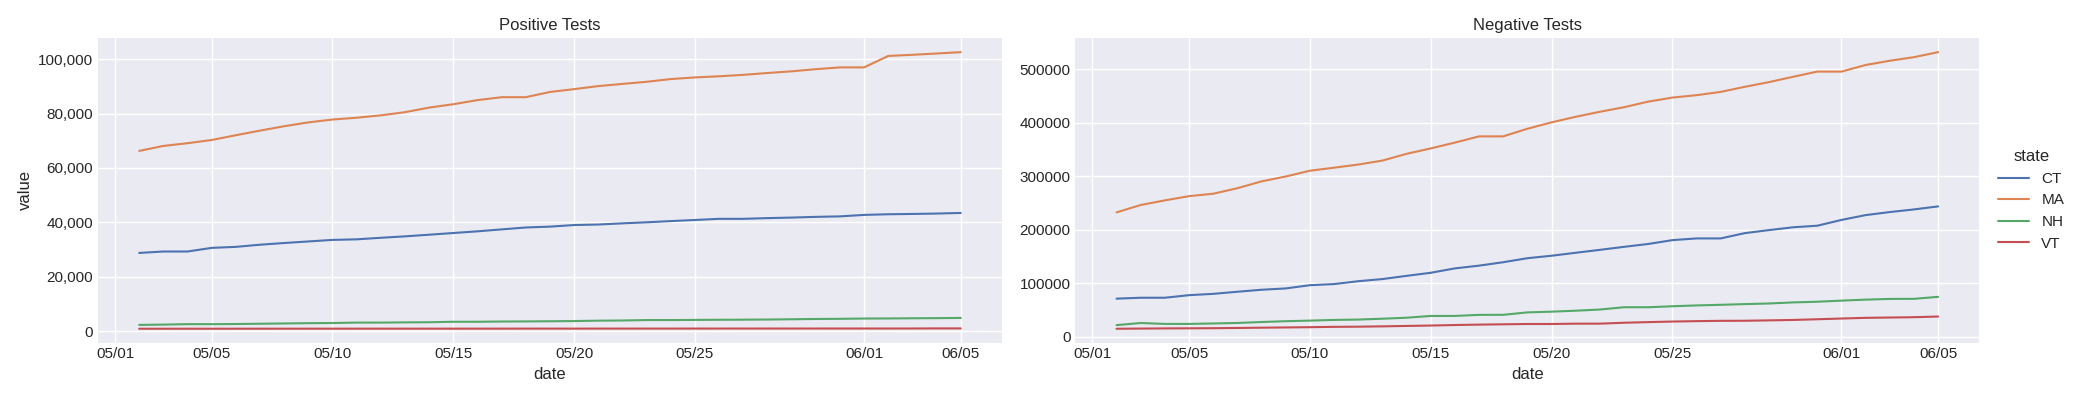 Positive Tests
100,000
80,000
60,000
40,000
20,000
0
value
05/01 05/05 05/10 05/15 05/20 05/25 06/01 06/05
date
Negative Tests
500000
400000
300000
200000
100000
0
05/01 05/05 05/10 05/15 05/20 05/25 06/01 06/05
date
state
CT
MA
NH
VT